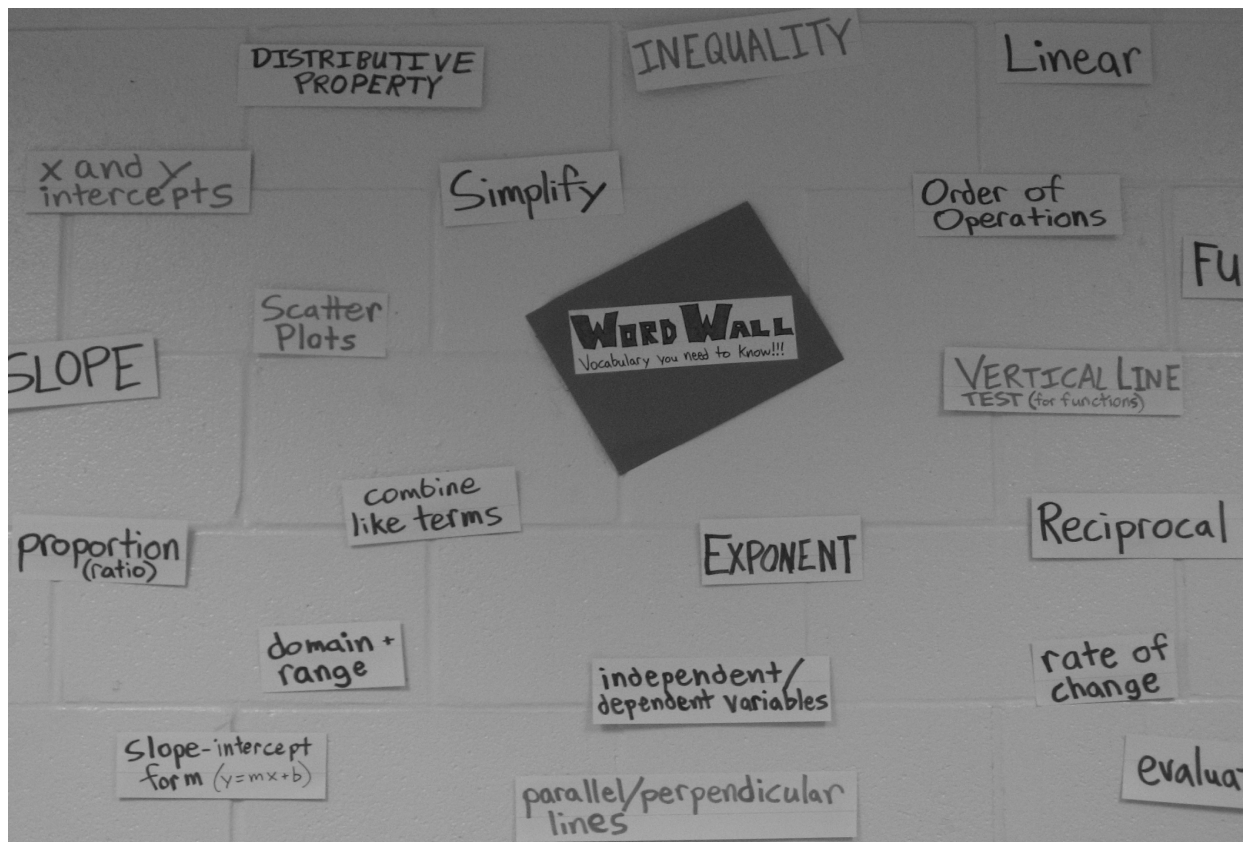 DISTRIBUTIVE
PROPERTY
INEQUALITY
Linear
x and y
intercepts
Simplify
Order of
Operations
Fu
Scatter
Plots
WORD WALL
Vocabulary you need to know!!!
SLOPE
VERTICAL LINE
TEST (for functions)
combine
like terms
proportion
(ratio)
EXPONENT
Reciprocal
domain +
range
independent/
dependent variables
rate of
change
slope-intercept
form (y=mx+b)
parallel/perpendicular
lines
evalua